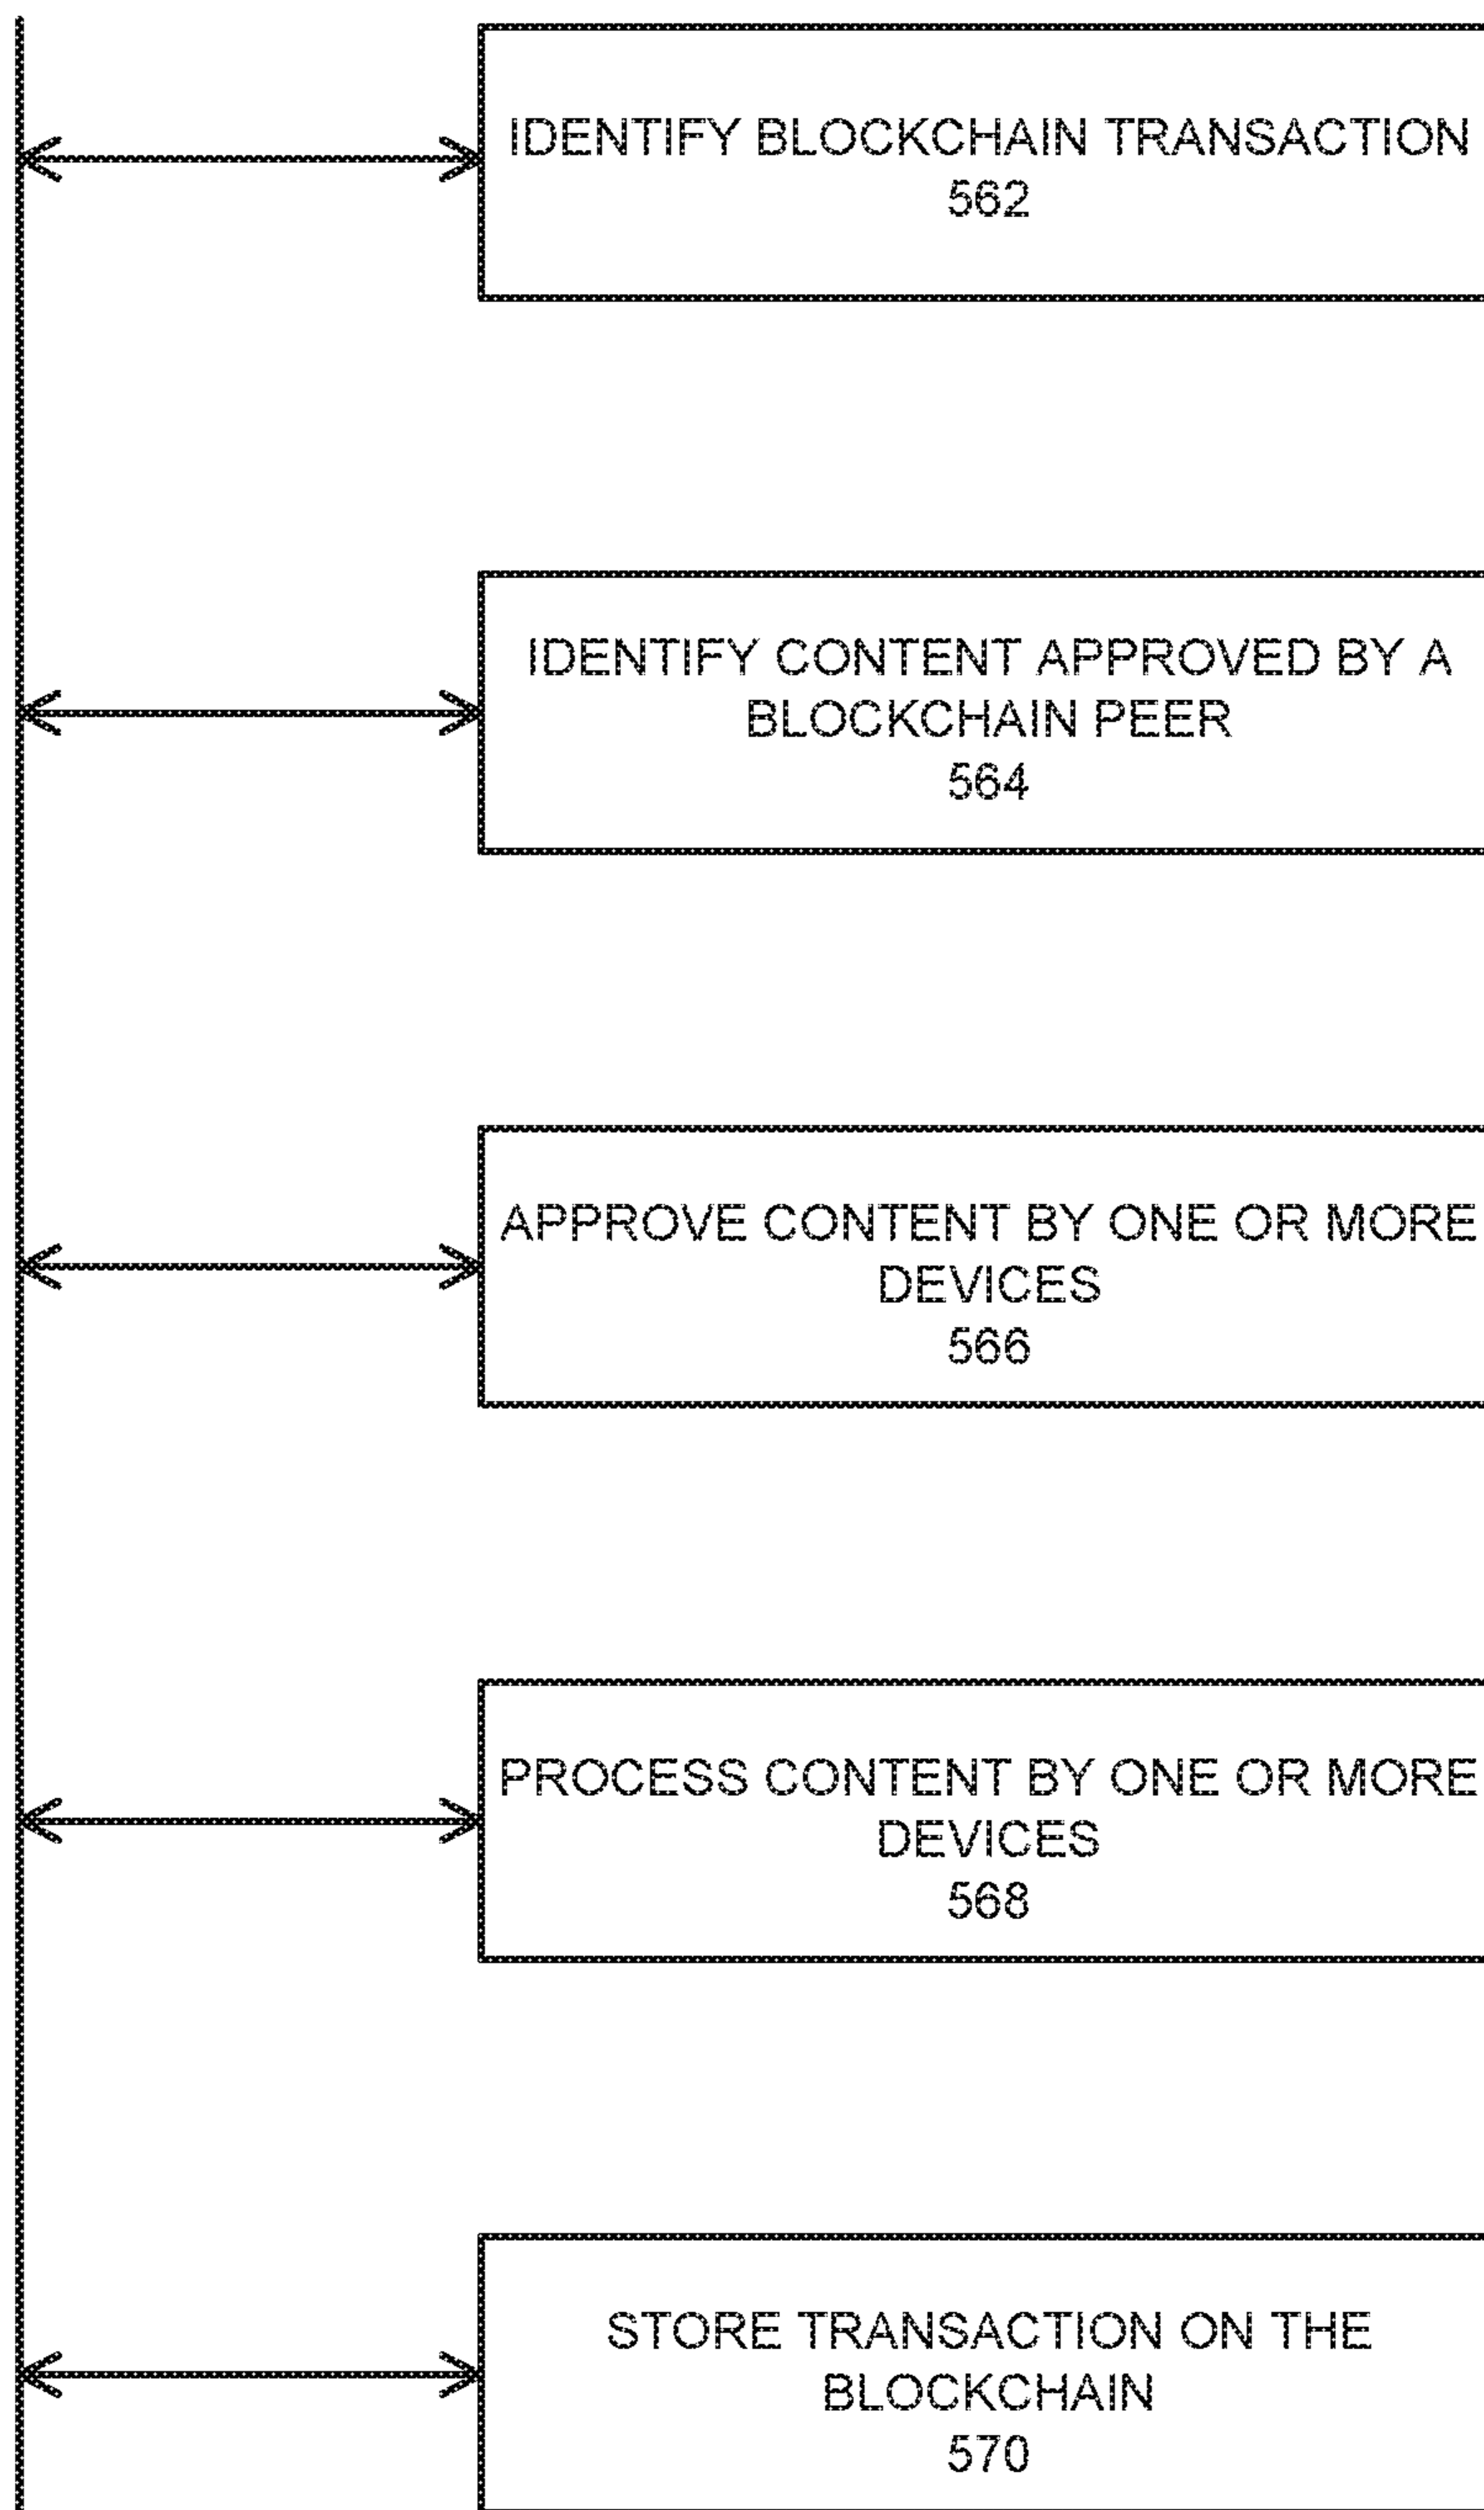 IDENTIFY BLOCKCHAIN TRANSACTION
562
IDENTIFY CONTENT APPROVED BY A
BLOCKCHAIN PEER
564
APPROVE CONTENT BY ONE OR MORE
DEVICES
566
PROCESS CONTENT BY ONE OR MORE
DEVICES
568
STORE TRANSACTION ON THE
BLOCKCHAIN
570